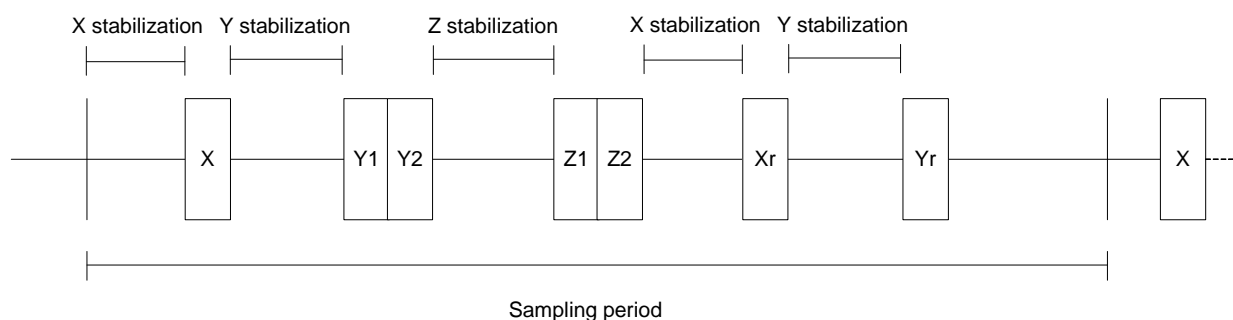 X stabilization Y stabilization Z stabilization X stabilization Y stabilization
X Y1 Y2 Z1 Z2 Xr Yr X
Sampling period